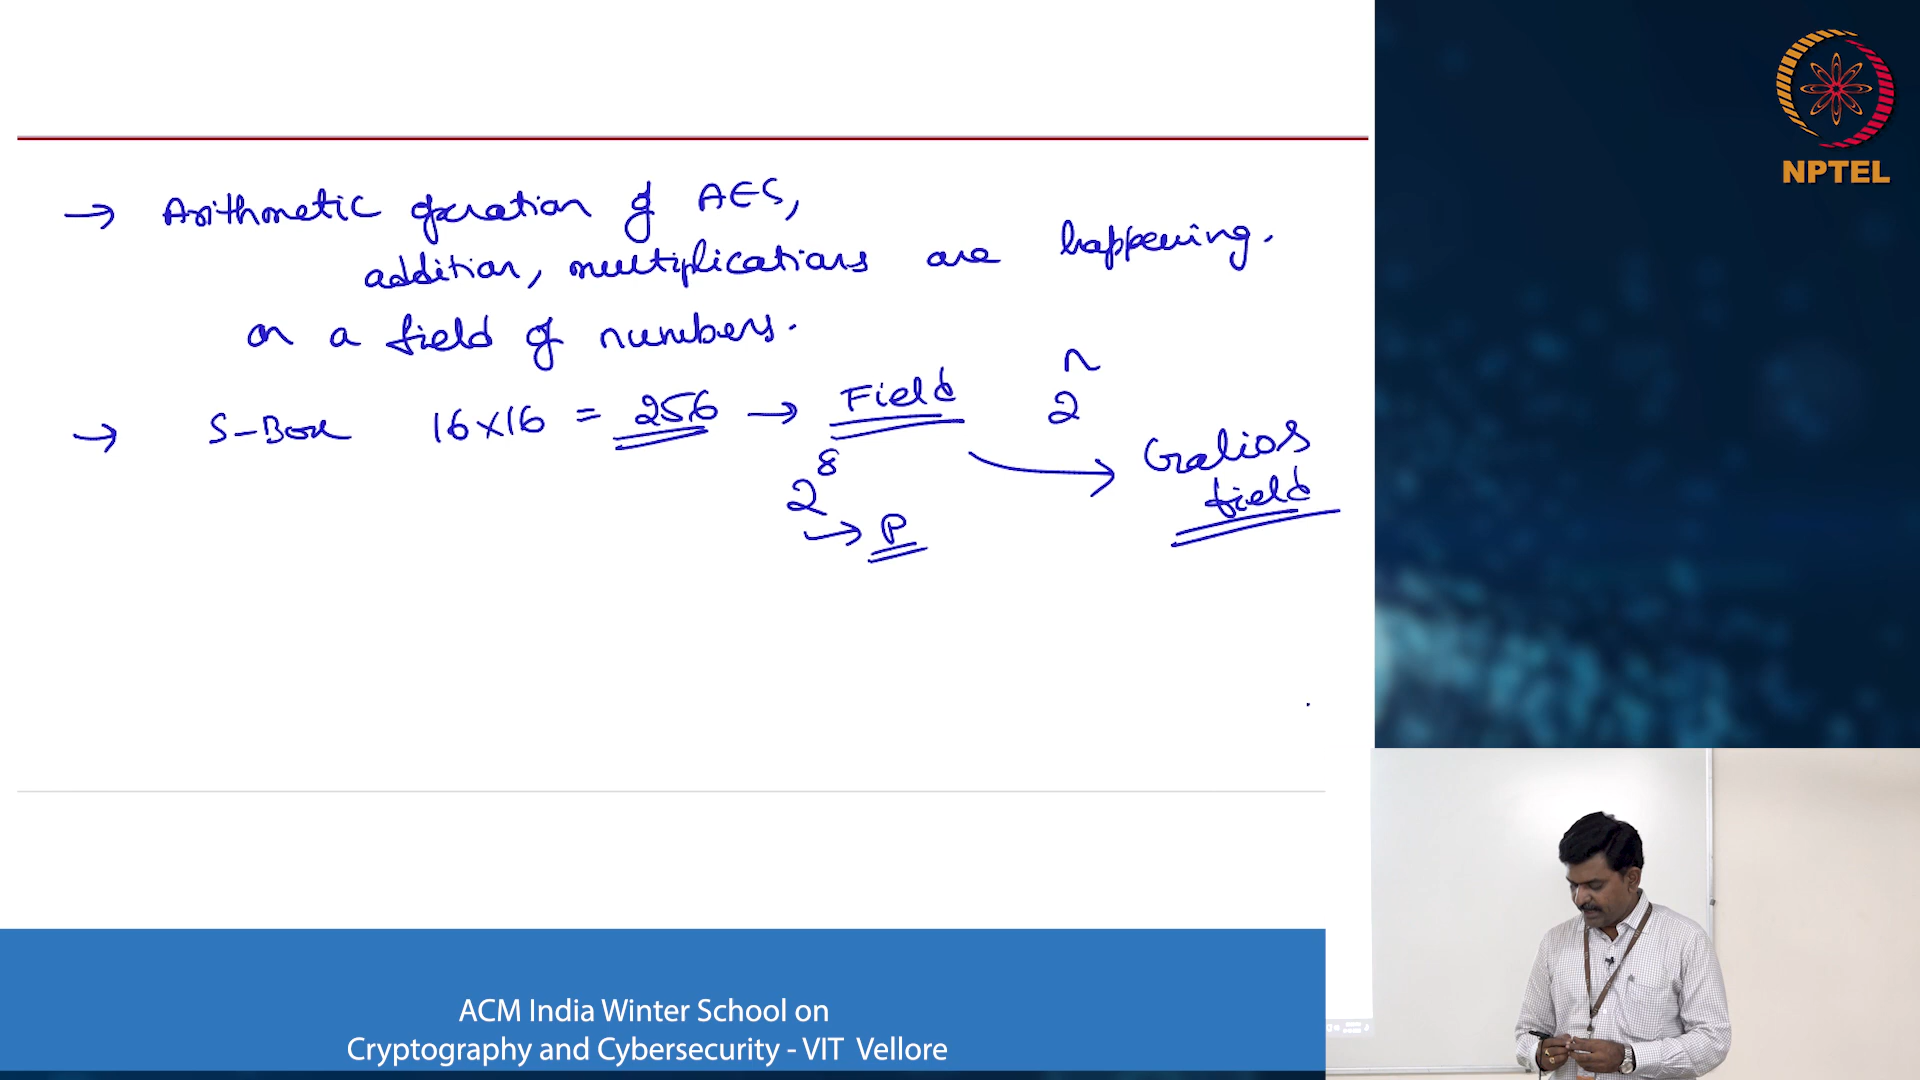 → Arithmetic operation of AES,
addition, multiplications are happening.
on a field of numbers.
→ S-Box 16×16 = 256 → Field 2^n
2^8
→ P
Galios
field
NPTEL
ACM India Winter School on
Cryptography and Cybersecurity - VIT Vellore